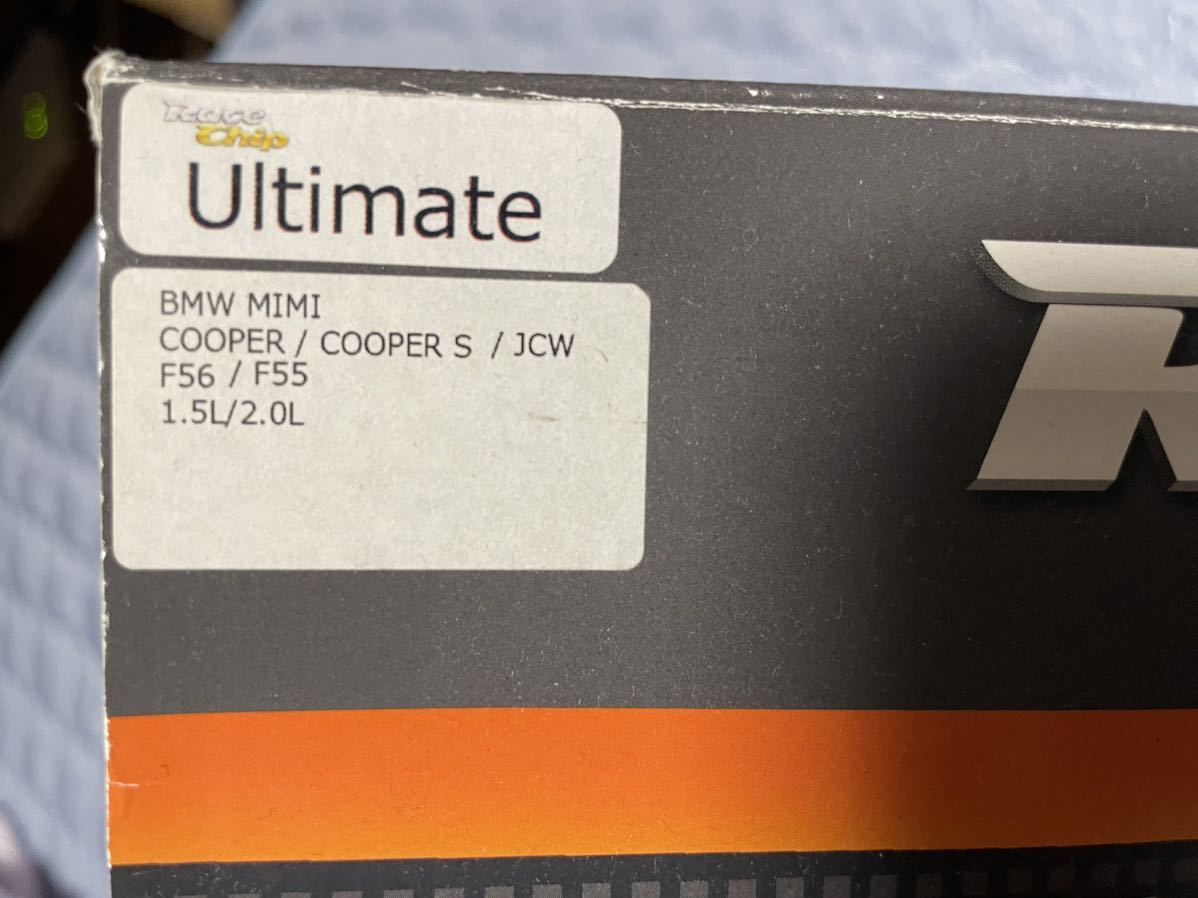 Race
Chip
Ultimate
BMW MIMI
COOPER / COOPER S / JCW
F56 / F55
1.5L/2.0L
R